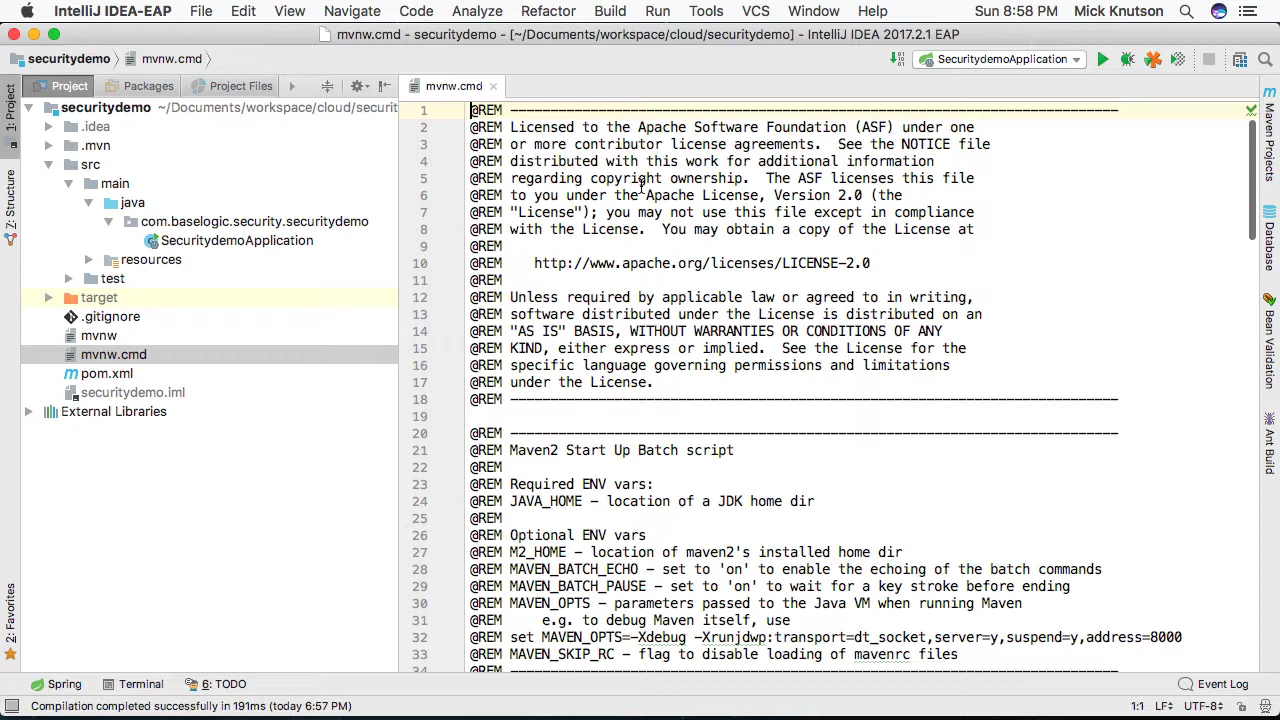 IntelliJ IDEA-EAP File Edit View Navigate Code Analyze Refactor Build Run Tools VCS Window Help Sun 8:58 PM Mick Knutson
mvnw.cmd - securitydemo - [~/Documents/workspace/cloud/securitydemo] - IntelliJ IDEA 2017.2.1 EAP
securitydemo mvnw.cmd SecuritydemoApplication
Project Packages Project Files mvnw.cmd
1: Project
Z: Structure
2: Favorites
securitydemo ~/Documents/workspace/cloud/securit
.idea
.mvn
src
main
java
com.baselogic.security.securitydemo
SecuritydemoApplication
resources
test
target
.gitignore
mvnw
mvnw.cmd
pom.xml
securitydemo.iml
External Libraries
1 @REM ----------------------------------------------------------------------------
2 @REM Licensed to the Apache Software Foundation (ASF) under one
3 @REM or more contributor license agreements.  See the NOTICE file
4 @REM distributed with this work for additional information
5 @REM regarding copyright ownership.  The ASF licenses this file
6 @REM to you under the Apache License, Version 2.0 (the
7 @REM "License"); you may not use this file except in compliance
8 @REM with the License.  You may obtain a copy of the License at
9 @REM
10 @REM    http://www.apache.org/licenses/LICENSE-2.0
11 @REM
12 @REM Unless required by applicable law or agreed to in writing,
13 @REM software distributed under the License is distributed on an
14 @REM "AS IS" BASIS, WITHOUT WARRANTIES OR CONDITIONS OF ANY
15 @REM KIND, either express or implied.  See the License for the
16 @REM specific language governing permissions and limitations
17 @REM under the License.
18 @REM ----------------------------------------------------------------------------
19
20 @REM ----------------------------------------------------------------------------
21 @REM Maven2 Start Up Batch script
22 @REM
23 @REM Required ENV vars:
24 @REM JAVA_HOME - location of a JDK home dir
25 @REM
26 @REM Optional ENV vars
27 @REM M2_HOME - location of maven2's installed home dir
28 @REM MAVEN_BATCH_ECHO - set to 'on' to enable the echoing of the batch commands
29 @REM MAVEN_BATCH_PAUSE - set to 'on' to wait for a key stroke before ending
30 @REM MAVEN_OPTS - parameters passed to the Java VM when running Maven
31 @REM     e.g. to debug Maven itself, use
32 @REM set MAVEN_OPTS=-Xdebug -Xrunjdwp:transport=dt_socket,server=y,suspend=y,address=8000
33 @REM MAVEN_SKIP_RC - flag to disable loading of mavenrc files
34 @REM ----------------------------------------------------------------------------
Maven Projects
Database
Bean Validation
Ant Build
Spring Terminal 6: TODO Event Log
Compilation completed successfully in 191ms (today 6:57 PM) 1:1 LF UTF-8